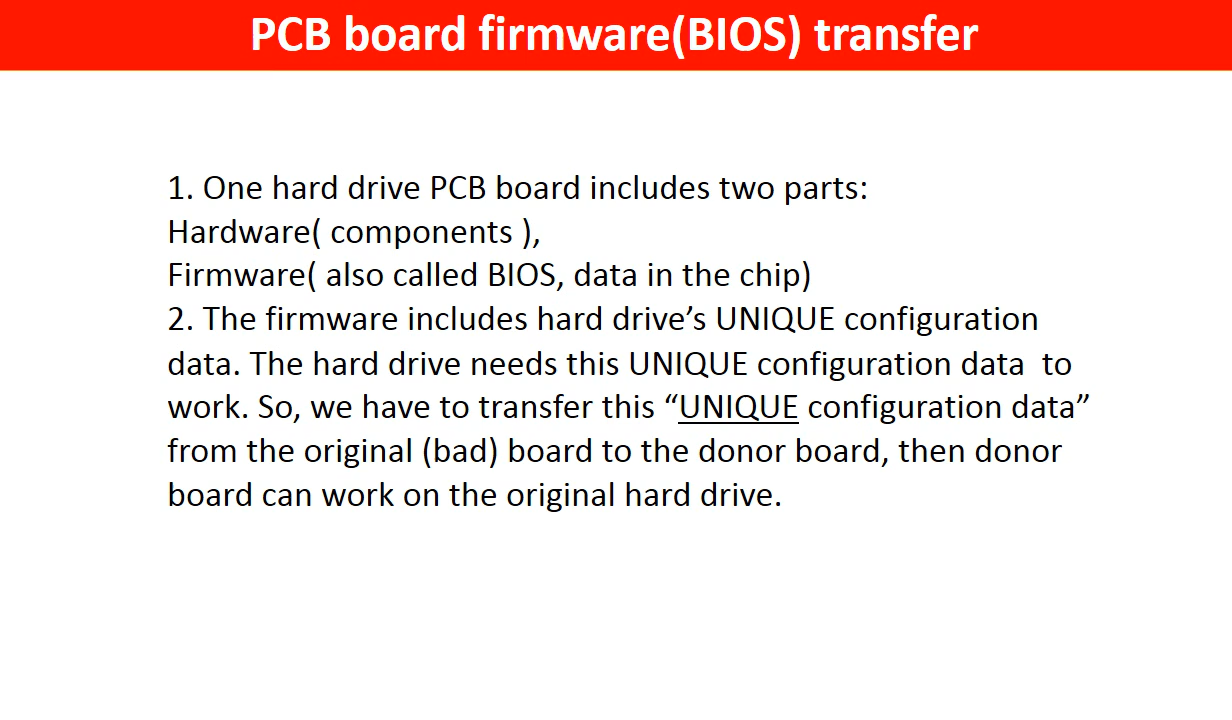 PCB board firmware(BIOS) transfer
1. One hard drive PCB board includes two parts:
Hardware( components ),
Firmware( also called BIOS, data in the chip)
2. The firmware includes hard drive’s UNIQUE configuration
data. The hard drive needs this UNIQUE configuration data  to
work. So, we have to transfer this “UNIQUE configuration data”
from the original (bad) board to the donor board, then donor
board can work on the original hard drive.